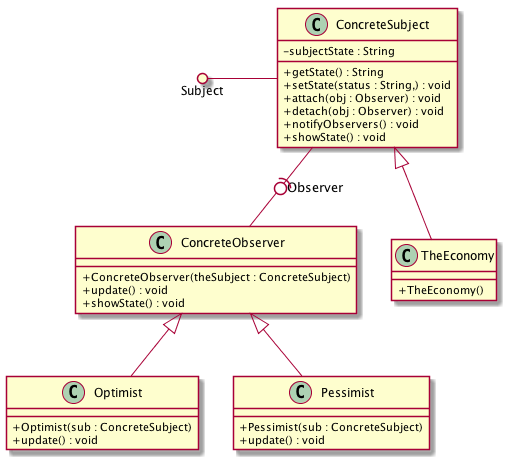 C ConcreteSubject
-subjectState : String
+getState() : String
+setState(status : String,) : void
+attach(obj : Observer) : void
+detach(obj : Observer) : void
+notifyObservers() : void
+showState() : void
Subject
Observer
C ConcreteObserver
+ConcreteObserver(theSubject : ConcreteSubject)
+update() : void
+showState() : void
C TheEconomy
+TheEconomy()
C Optimist
+Optimist(sub : ConcreteSubject)
+update() : void
C Pessimist
+Pessimist(sub : ConcreteSubject)
+update() : void